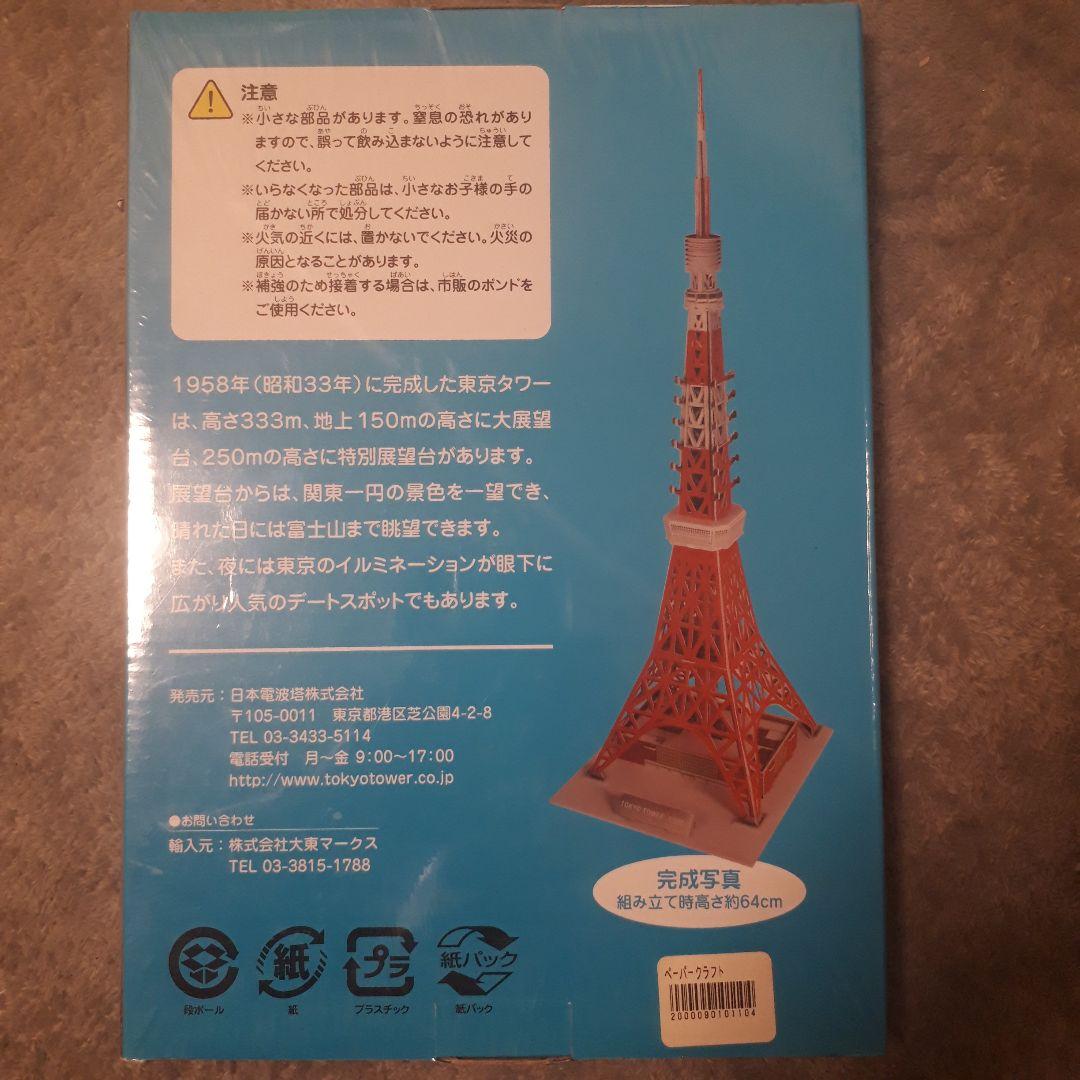 注意
※小さな部品があります。窒息の恐れがあり
ますので、誤って飲み込まないように注意して
ください。
※いらなくなった部品は、小さなお子様の手の
届かない所で処分してください。
※火気の近くには、置かないでください。火災の
原因となることがあります。
※補強のため接着する場合は、市販のボンドを
ご使用ください。
1958年（昭和33年）に完成した東京タワー
は、高さ333m、地上150mの高さに大展望
台、250mの高さに特別展望台があります。
展望台からは、関東一円の景色を一望でき、
晴れた日には富士山まで眺望できます。
また、夜には東京のイルミネーションが眼下に
広がり人気のデートスポットでもあります。
発売元：日本電波塔株式会社
〒105-0011 東京都港区芝公園4-2-8
TEL 03-3433-5114
電話受付 月～金 9:00～17:00
http://www.tokyotower.co.jp
●お問い合わせ
輸入元：株式会社大東マークス
TEL 03-3815-1788
TOKYO TOWER
完成写真
組み立て時高さ約64cm
紙
プラ
紙パック
段ボール
紙
プラスチック
紙パック
ペーパークラフト
2000090101104